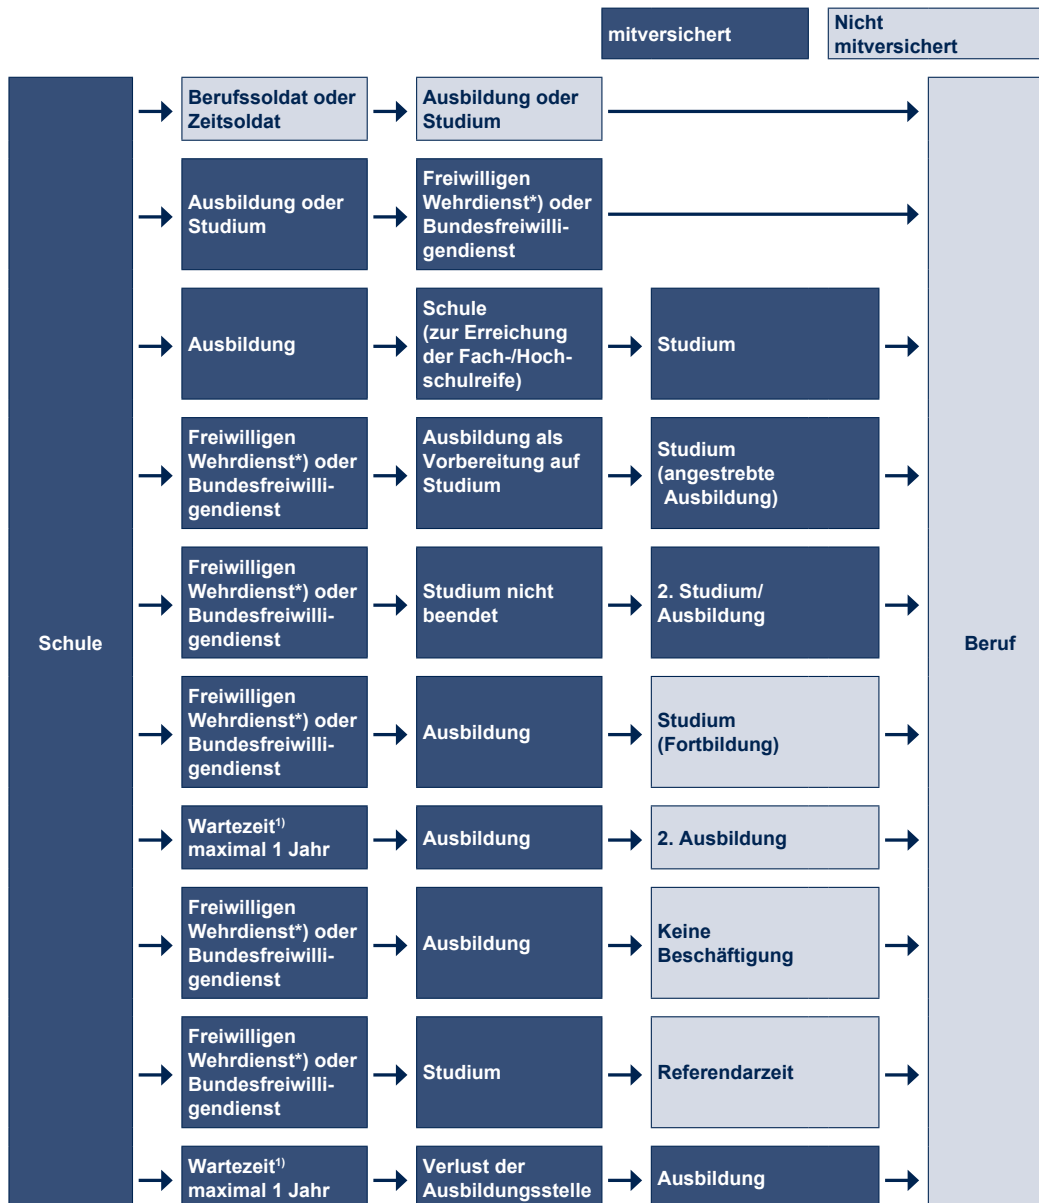 mitversichert
Nicht
mitversichert
Schule
Berufssoldat oder
Zeitsoldat
Ausbildung oder
Studium
Ausbildung oder
Studium
Freiwilligen
Wehrdienst*) oder
Bundesfreiwilli-
gendienst
Ausbildung
Schule
(zur Erreichung
der Fach-/Hoch-
schulreife)
Studium
Freiwilligen
Wehrdienst*) oder
Bundesfreiwilli-
gendienst
Ausbildung als
Vorbereitung auf
Studium
Studium
(angestrebte
Ausbildung)
Freiwilligen
Wehrdienst*) oder
Bundesfreiwilli-
gendienst
Studium nicht
beendet
2. Studium/
Ausbildung
Freiwilligen
Wehrdienst*) oder
Bundesfreiwilli-
gendienst
Ausbildung
Studium
(Fortbildung)
Wartezeit¹⁾
maximal 1 Jahr
Ausbildung
2. Ausbildung
Freiwilligen
Wehrdienst*) oder
Bundesfreiwilli-
gendienst
Ausbildung
Keine
Beschäftigung
Freiwilligen
Wehrdienst*) oder
Bundesfreiwilli-
gendienst
Studium
Referendarzeit
Wartezeit¹⁾
maximal 1 Jahr
Verlust der
Ausbildungsstelle
Ausbildung
Beruf